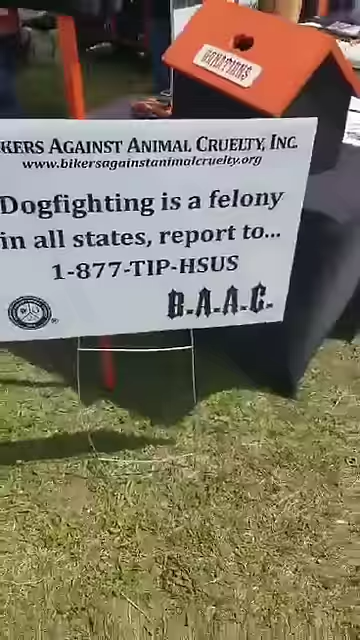 DONATIONS
KERS AGAINST ANIMAL CRUELTY, INC.
www.bikersagainstanimalcruelty.org
Dogfighting is a felony
in all states, report to...
1-877-TIP-HSUS
B.A.A.C.
®